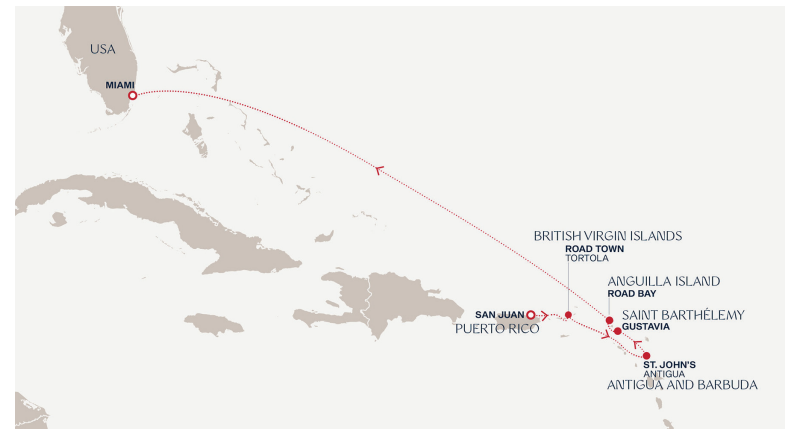 USA
MIAMI
BRITISH VIRGIN ISLANDS
ROAD TOWN
TORTOLA
ANGUILLA ISLAND
ROAD BAY
SAN JUAN
PUERTO RICO
SAINT BARTHÉLEMY
GUSTAVIA
ST. JOHN'S
ANTIGUA
ANTIGUA AND BARBUDA